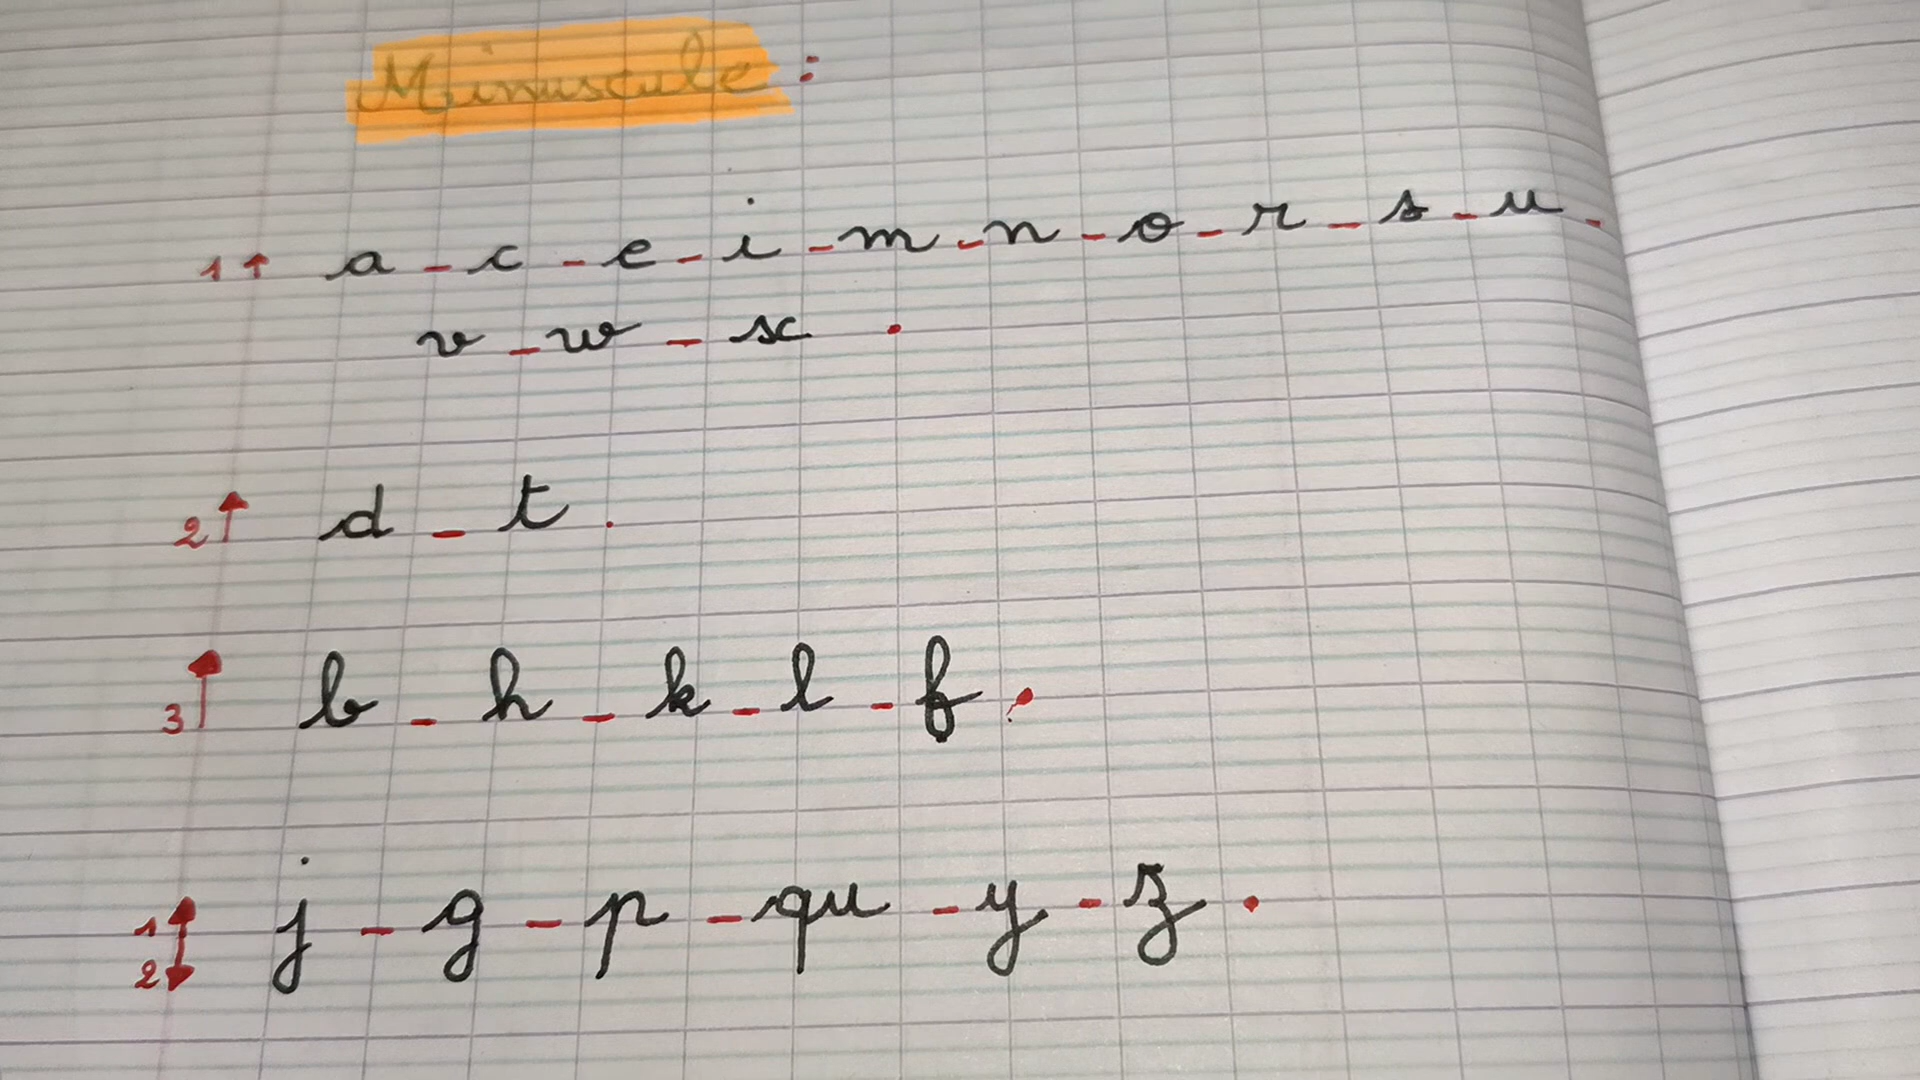 Minuscule :
1↑ a - c - e - i - m - n - o - r - s - u -
v - w - x .
2↑ d - t .
3↑ b - h - k - l - f .
1
2↕ j - g - p - qu - y - z .